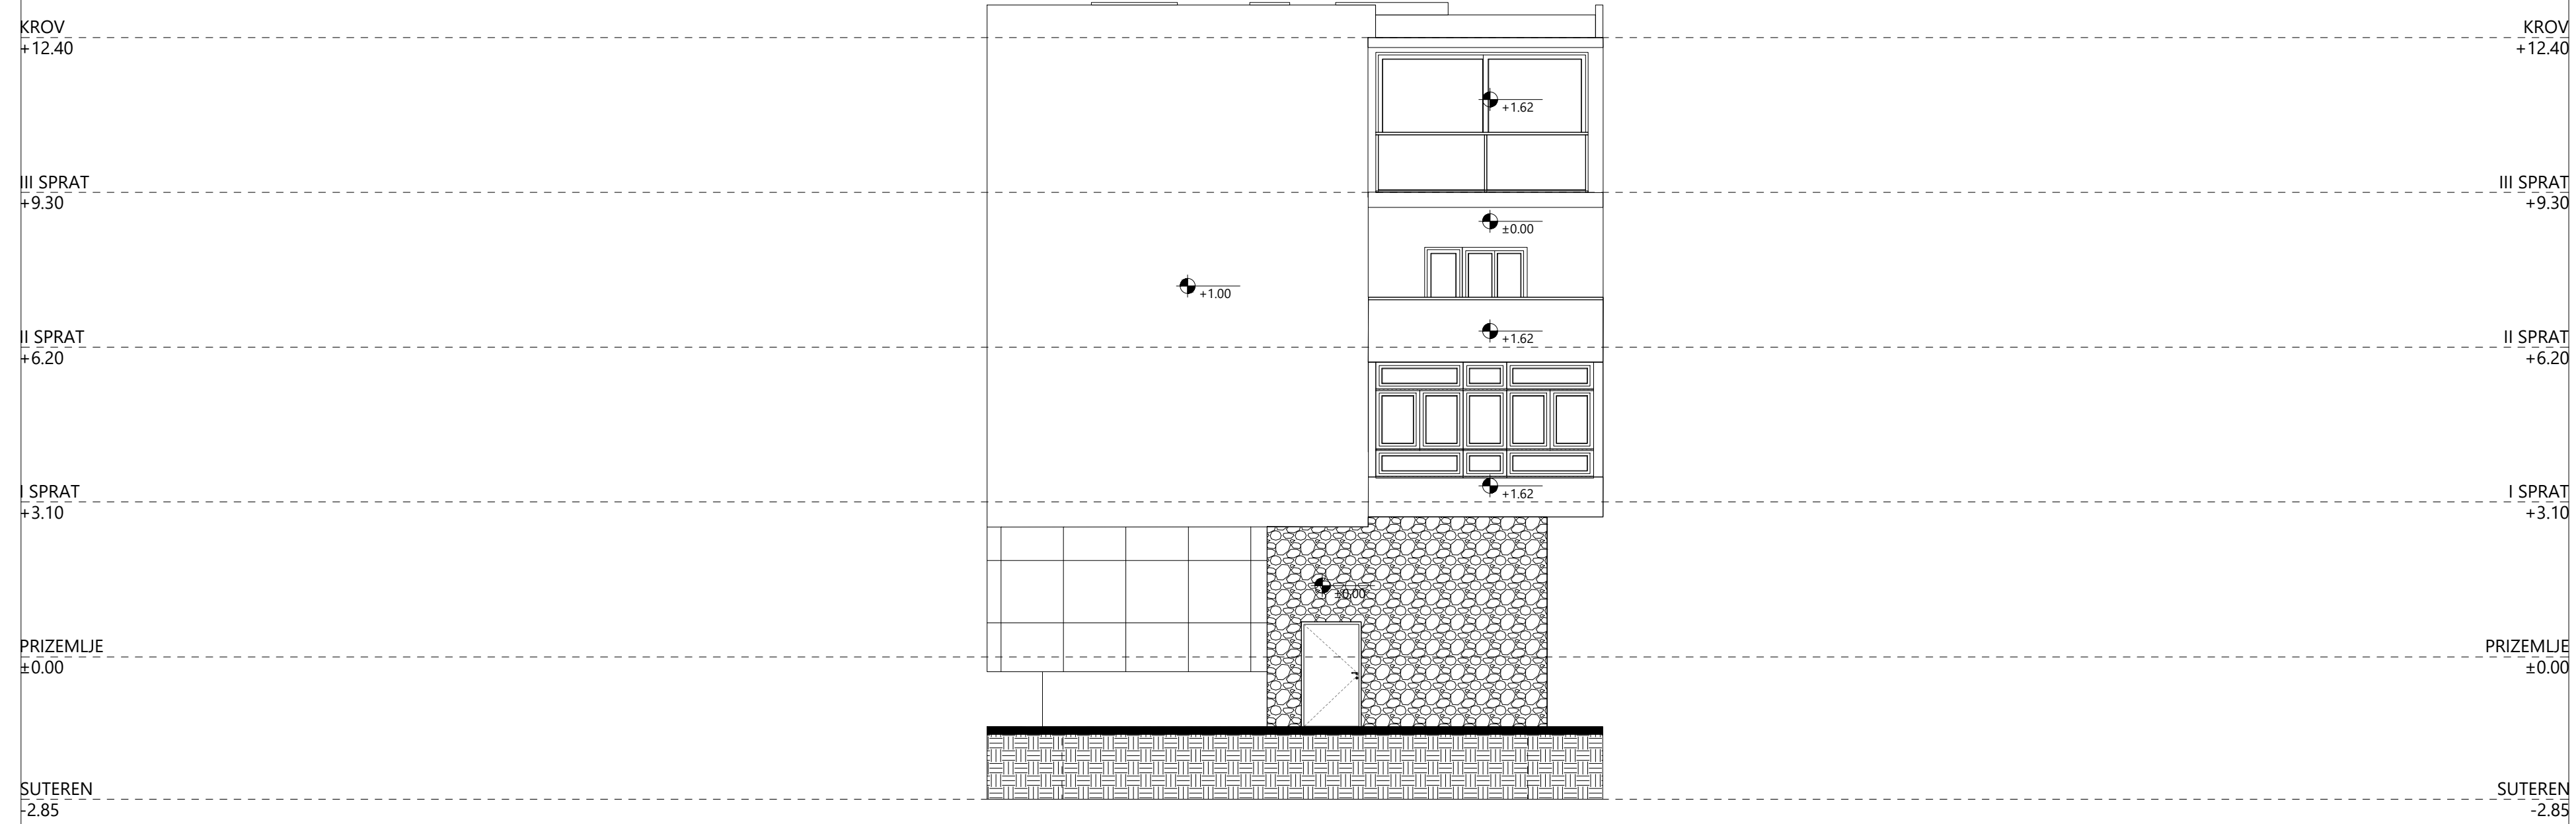 KROV KROV
+12.40 +12.40
+1.62
III SPRAT III SPRAT
+9.30 +9.30
±0.00
+1.00
II SPRAT II SPRAT
+1.62
+6.20 +6.20
I SPRAT I SPRAT
+1.62
+3.10 +3.10
±0.00
PRIZEMLJE PRIZEMLJE
±0.00 ±0.00
SUTEREN SUTEREN
-2.85 -2.85